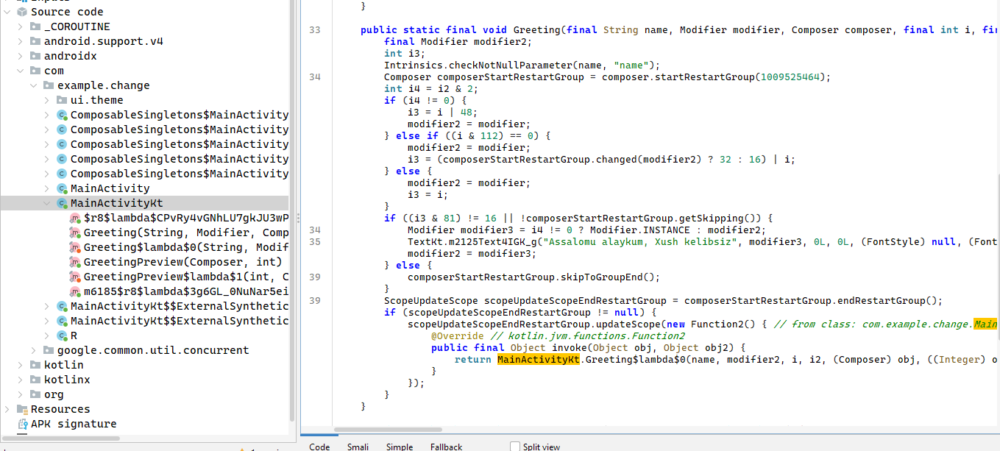 Source code
_COROUTINE
android.support.v4
androidx
com
example.change
ui.theme
ComposableSingletons$MainActivity
ComposableSingletons$MainActivity
ComposableSingletons$MainActivity
ComposableSingletons$MainActivity
ComposableSingletons$MainActivity
MainActivity
MainActivityKt
$r8$lambda$CPvRy4vGNhLU7gkJU3wP
Greeting(String, Modifier, Comp
Greeting$lambda$0(String, Modif
GreetingPreview(Composer, int)
GreetingPreview$lambda$1(int, C
m6185$r8$lambda$3g6GL_0NuNar5ei
MainActivityKt$$ExternalSynthetic
MainActivityKt$$ExternalSynthetic
R
google.common.util.concurrent
kotlin
kotlinx
org
Resources
APK signature
}
33 public static final void Greeting(final String name, Modifier modifier, Composer composer, final int i, fi
final Modifier modifier2;
int i3;
Intrinsics.checkNotNullParameter(name, "name");
34 Composer composerStartRestartGroup = composer.startRestartGroup(1009525464);
int i4 = i2 & 2;
if (i4 != 0) {
i3 = i | 48;
modifier2 = modifier;
} else if ((i & 112) == 0) {
modifier2 = modifier;
i3 = (composerStartRestartGroup.changed(modifier2) ? 32 : 16) | i;
} else {
modifier2 = modifier;
i3 = i;
}
if ((i3 & 81) != 16 || !composerStartRestartGroup.getSkipping()) {
34 Modifier modifier3 = i4 != 0 ? Modifier.INSTANCE : modifier2;
35 TextKt.m2125Text4IGK_g("Assalomu alaykum, Xush kelibsiz", modifier3, 0L, 0L, (FontStyle) null, (Font
modifier2 = modifier3;
} else {
39 composerStartRestartGroup.skipToGroupEnd();
}
39 ScopeUpdateScope scopeUpdateScopeEndRestartGroup = composerStartRestartGroup.endRestartGroup();
if (scopeUpdateScopeEndRestartGroup != null) {
scopeUpdateScopeEndRestartGroup.updateScope(new Function2() { // from class: com.example.change.Main
@Override // kotlin.jvm.functions.Function2
public final Object invoke(Object obj, Object obj2) {
return MainActivityKt.Greeting$lambda$0(name, modifier2, i, i2, (Composer) obj, ((Integer) o
}
});
}
}
Code Smali Simple Fallback Split view